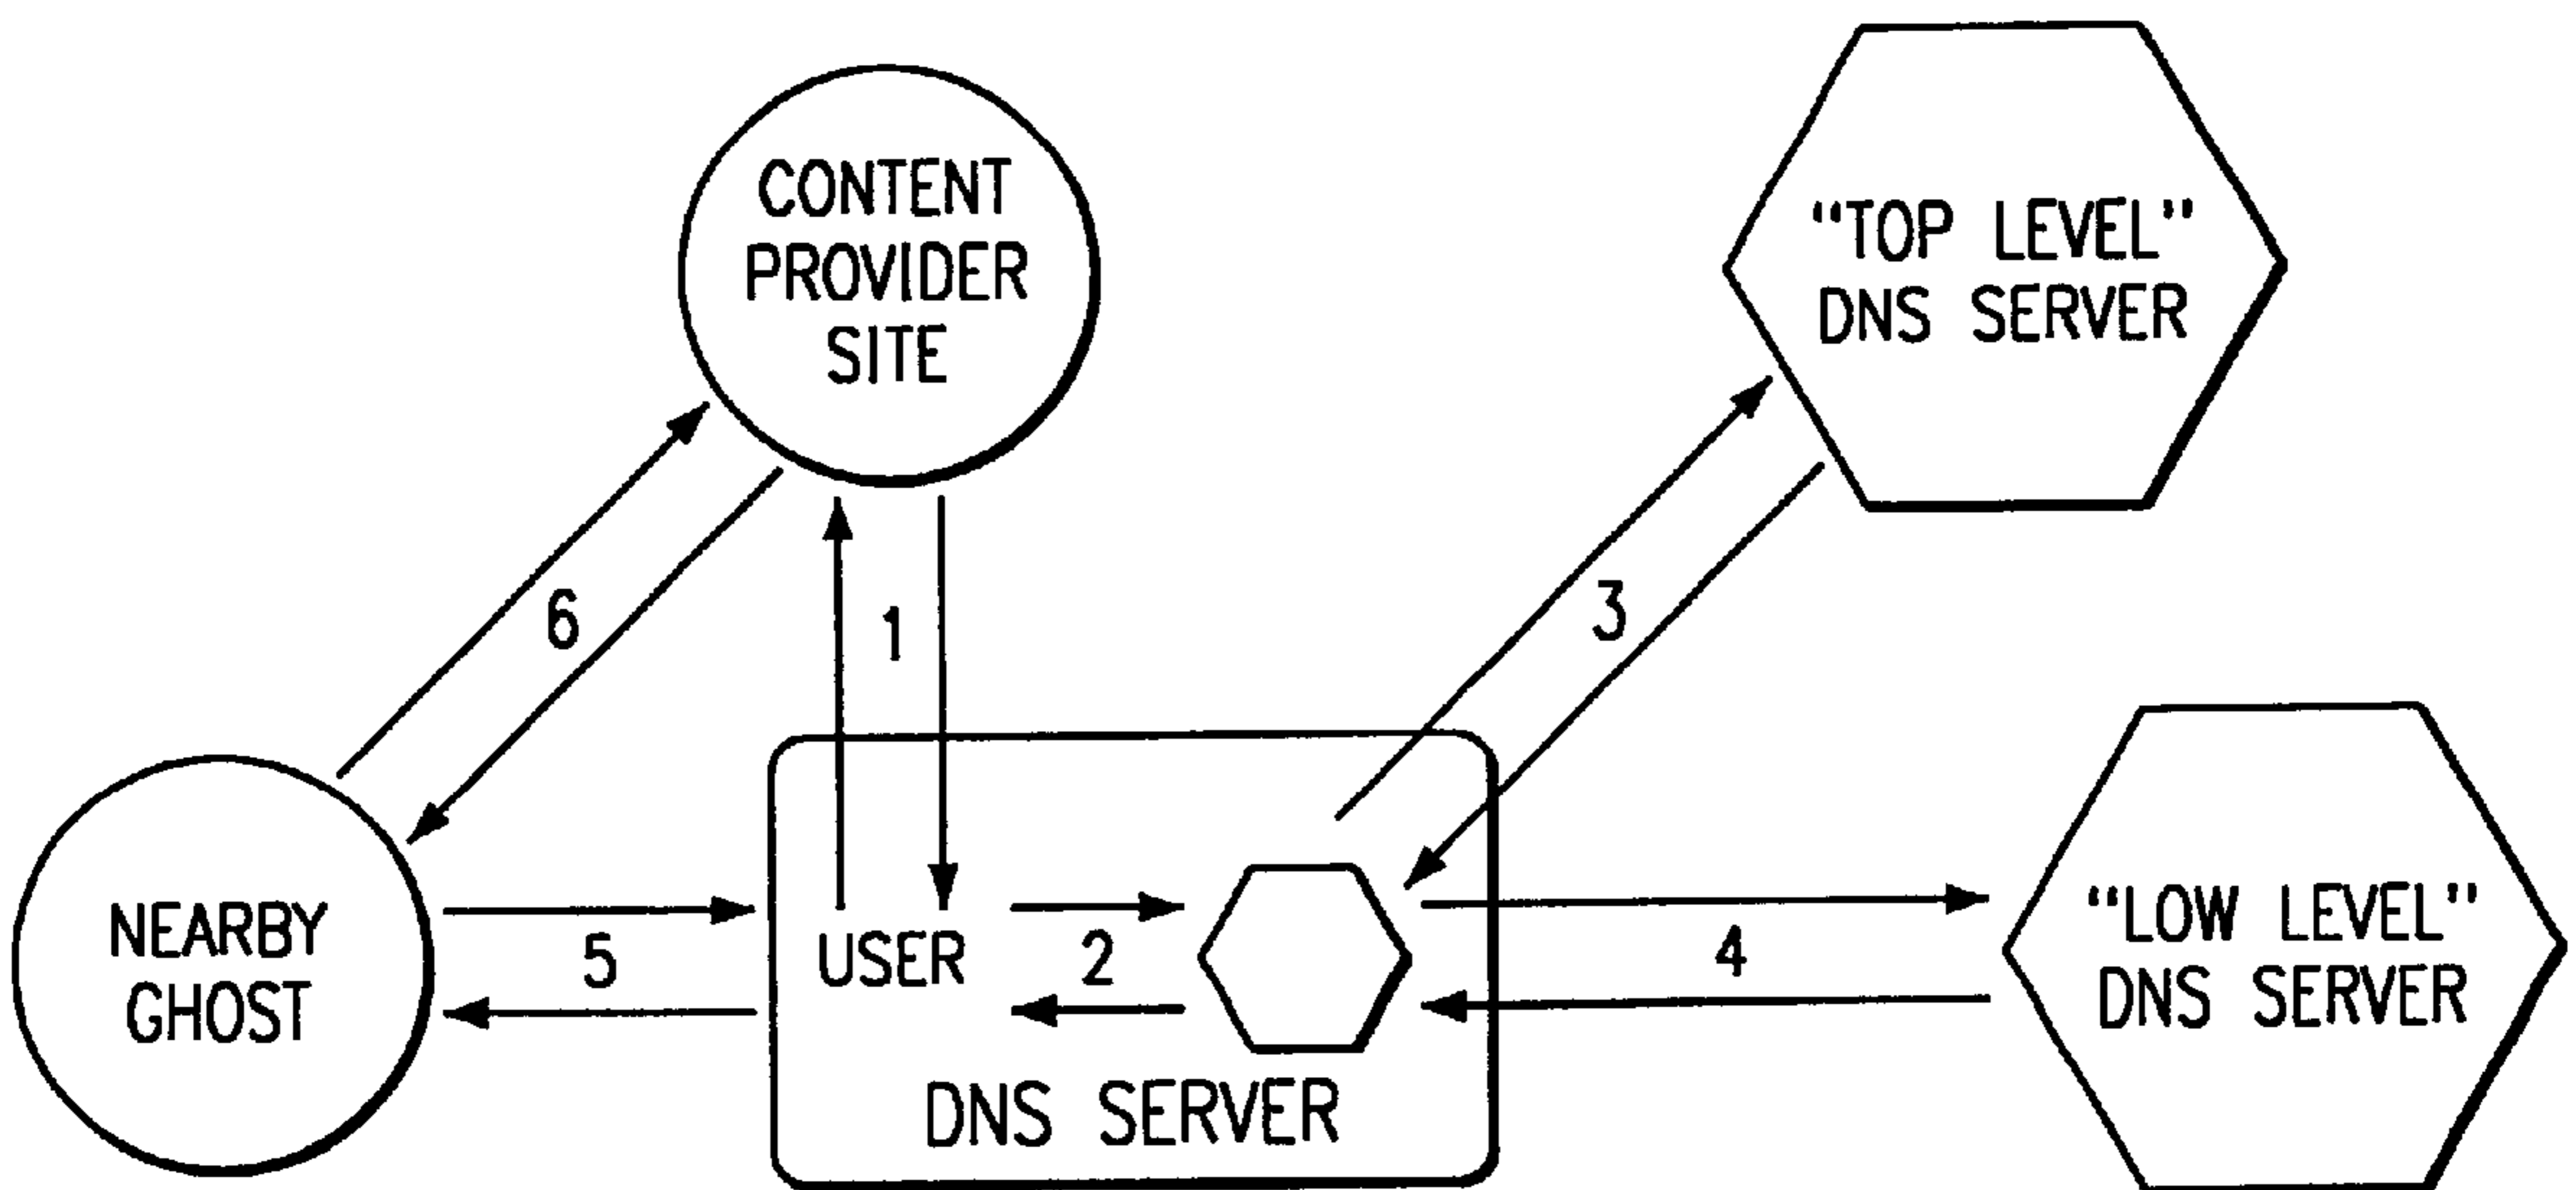 CONTENT
PROVIDER
SITE
“TOP LEVEL”
DNS SERVER
6
1
3
NEARBY
GHOST
5
USER
2
4
“LOW LEVEL”
DNS SERVER
DNS SERVER